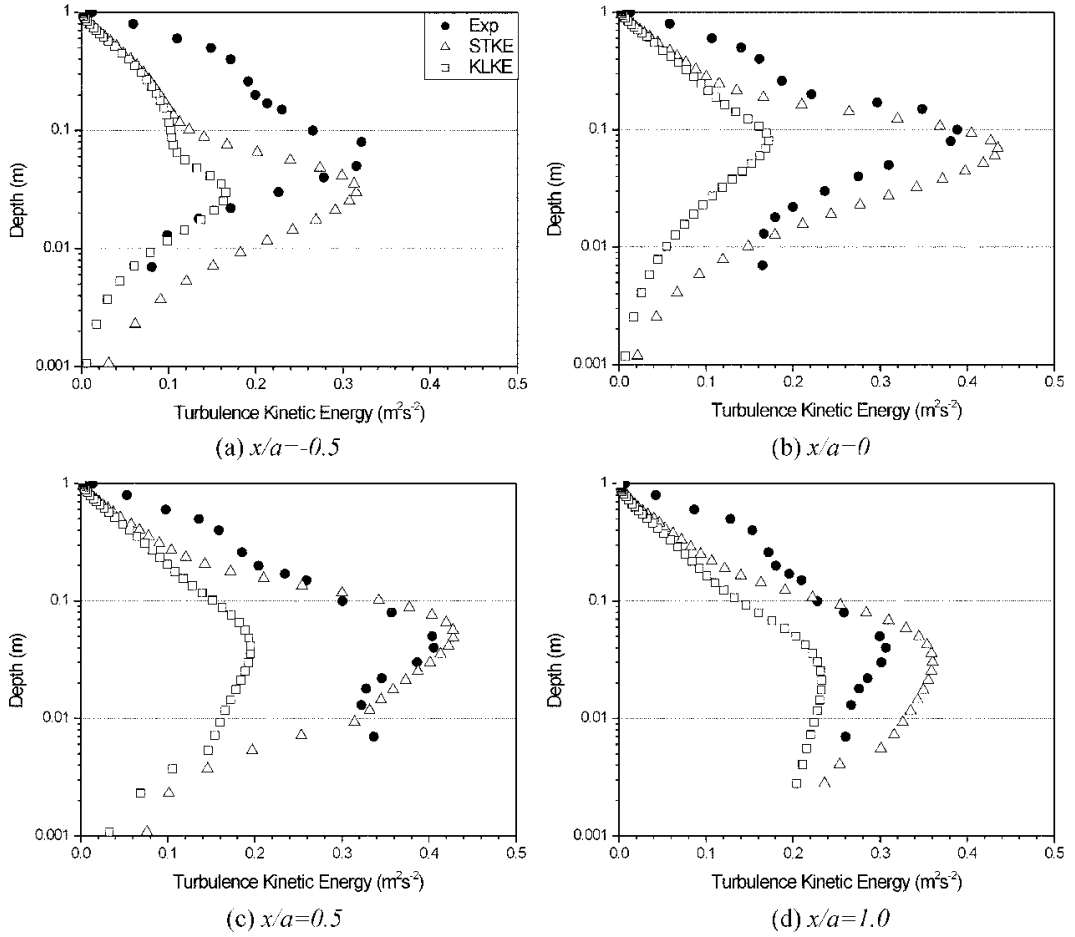 Exp
STKE
KLKE
1
0.1
0.01
0.001
Depth (m)
0.0 0.1 0.2 0.3 0.4 0.5
Turbulence Kinetic Energy (m²s⁻²)
(a) x/a=-0.5
1
0.1
0.01
0.001
Depth (m)
0.0 0.1 0.2 0.3 0.4 0.5
Turbulence Kinetic Energy (m²s⁻²)
(b) x/a=0
1
0.1
0.01
0.001
Depth (m)
0.0 0.1 0.2 0.3 0.4 0.5
Turbulence Kinetic Energy (m²s⁻²)
(c) x/a=0.5
1
0.1
0.01
0.001
Depth (m)
0.0 0.1 0.2 0.3 0.4 0.5
Turbulence Kinetic Energy (m²s⁻²)
(d) x/a=1.0